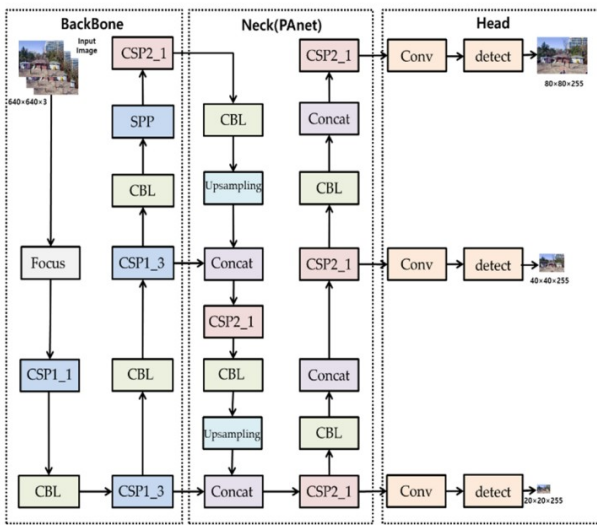 BackBone
Input
Image
640×640×3
Focus
CSP1_1
CBL
CSP2_1
SPP
CBL
CSP1_3
CBL
CSP1_3
Neck(PAnet)
CBL
Upsampling
Concat
CSP2_1
CBL
Upsampling
Concat
CSP2_1
Concat
CBL
CSP2_1
Concat
CBL
CSP2_1
Head
Conv
detect
80×80×255
Conv
detect
40×40×255
Conv
detect
20×20×255